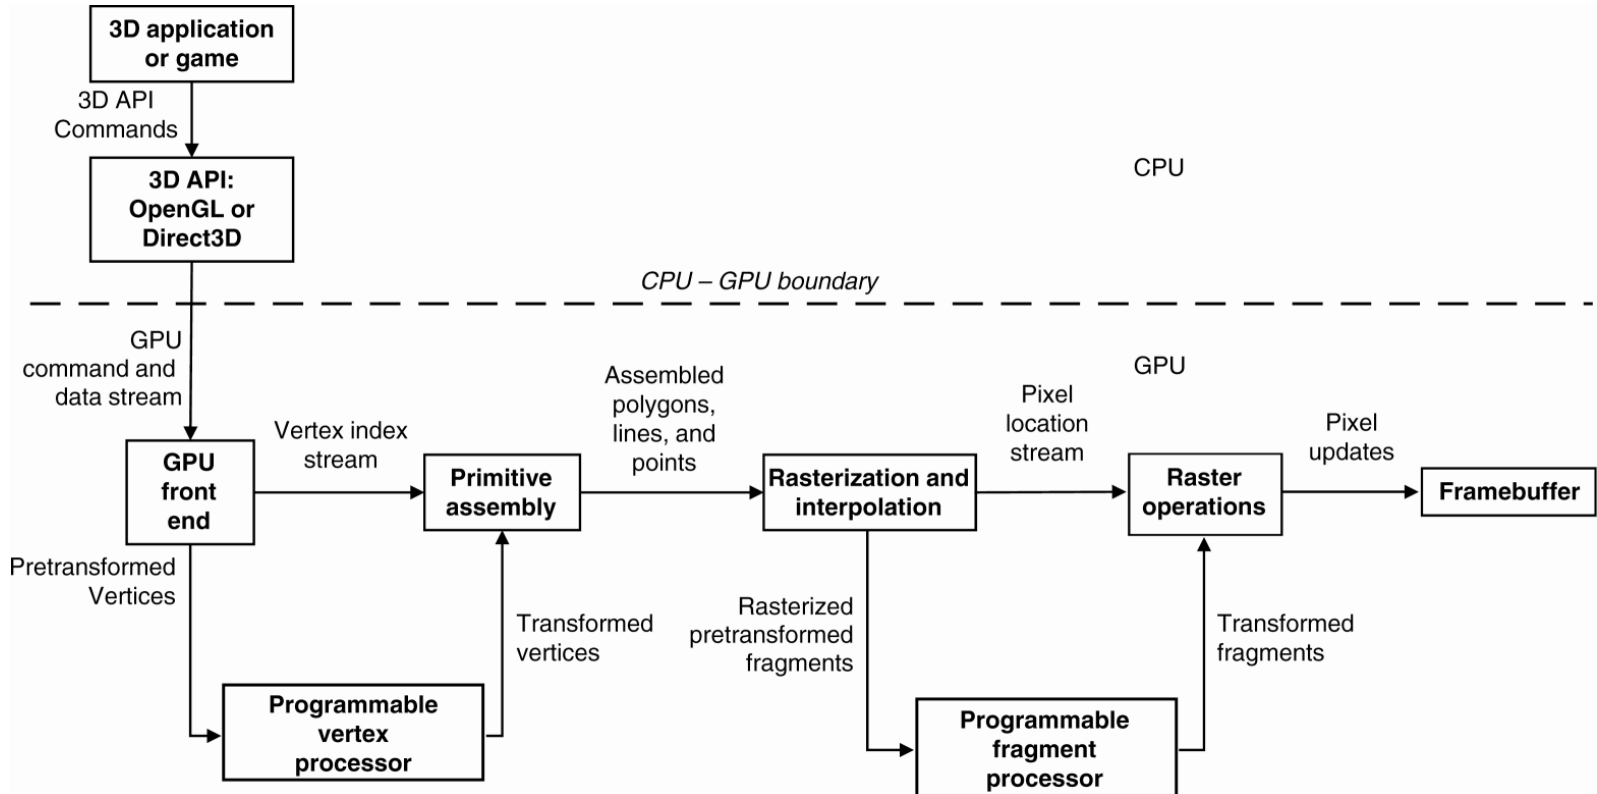 3D application
or game
3D API
Commands
3D API:
OpenGL or
Direct3D
CPU
CPU – GPU boundary
GPU
command and
data stream
GPU
Vertex index
stream
Assembled
polygons,
lines, and
points
Pixel
location
stream
Pixel
updates
GPU
front
end
Primitive
assembly
Rasterization and
interpolation
Raster
operations
Framebuffer
Pretransformed
Vertices
Transformed
vertices
Rasterized
pretransformed
fragments
Transformed
fragments
Programmable
vertex
processor
Programmable
fragment
processor